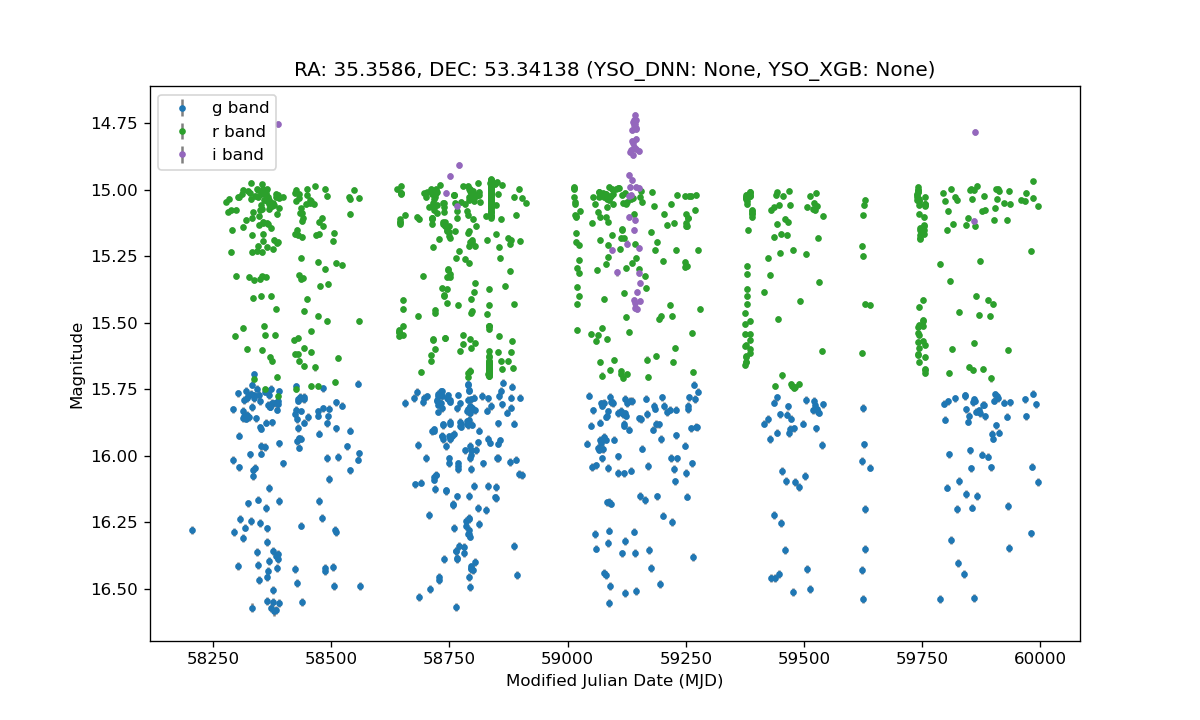 RA: 35.3586, DEC: 53.34138 (YSO_DNN: None, YSO_XGB: None)
g band
r band
i band
14.75
15.00
15.25
15.50
15.75
16.00
16.25
16.50
Magnitude
58250 58500 58750 59000 59250 59500 59750 60000
Modified Julian Date (MJD)